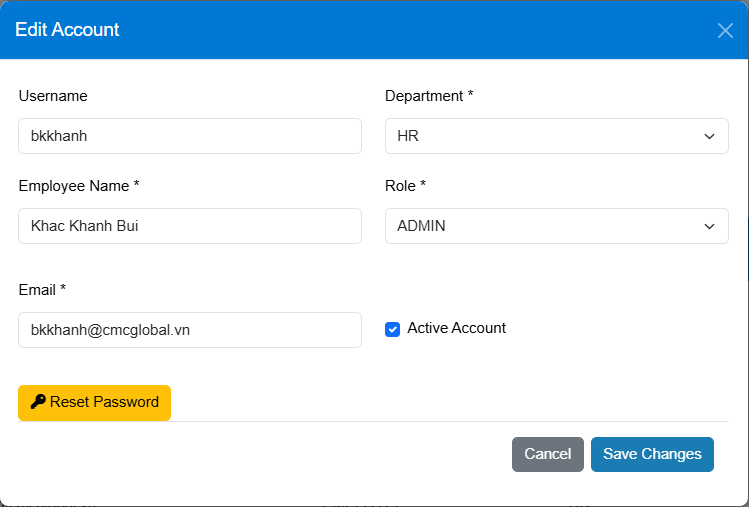 Edit Account
Username
Department *
bkkhanh
HR
Employee Name *
Role *
Khac Khanh Bui
ADMIN
Email *
bkkhanh@cmcglobal.vn
Active Account
Reset Password
Cancel
Save Changes